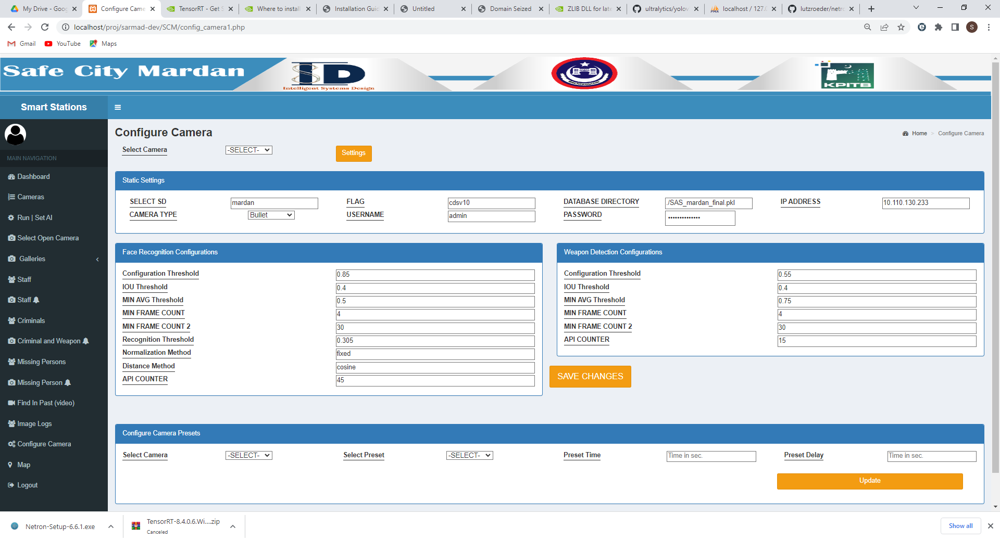 My Drive - Goog
Configure Came
TensorRT - Get S
Where to install
Installation Guid
Untitled
Domain Seized
ZLIB DLL for late
ultralytics/yolov
localhost / 127.0
lutzroeder/netro
localhost/proj/sarmad-dev/SCM/config_camera1.php
S
Gmail
YouTube
Maps
Safe City Mardan
ISD
Intelligent Systems Design
KPITB
Smart Stations
MAIN NAVIGATION
Dashboard
Cameras
Run | Set AI
Select Open Camera
Galleries
Staff
Staff
Criminals
Criminal and Weapon
Missing Persons
Missing Person
Find In Past (video)
Image Logs
Configure Camera
Map
Logout
Configure Camera
Home > Configure Camera
Select Camera -SELECT- Settings
Static Settings
SELECT SD mardan FLAG cdsv10 DATABASE DIRECTORY ./SAS_mardan_final.pkl IP ADDRESS 10.110.130.233
CAMERA TYPE Bullet USERNAME admin PASSWORD ••••••••••••••
Face Recognition Configurations
Configuration Threshold 0.85
IOU Threshold 0.4
MIN AVG Threshold 0.5
MIN FRAME COUNT 4
MIN FRAME COUNT 2 30
Recognition Threshold 0.305
Normalization Method fixed
Distance Method cosine
API COUNTER 45
Weapon Detection Configurations
Configuration Threshold 0.55
IOU Threshold 0.4
MIN AVG Threshold 0.75
MIN FRAME COUNT 4
MIN FRAME COUNT 2 30
API COUNTER 15
SAVE CHANGES
Configure Camera Presets
Select Camera -SELECT- Select Preset -SELECT- Preset Time Time in sec. Preset Delay Time in sec.
Update
Netron-Setup-6.6.1.exe
TensorRT-8.4.0.6.Wi....zip
Canceled
Show all